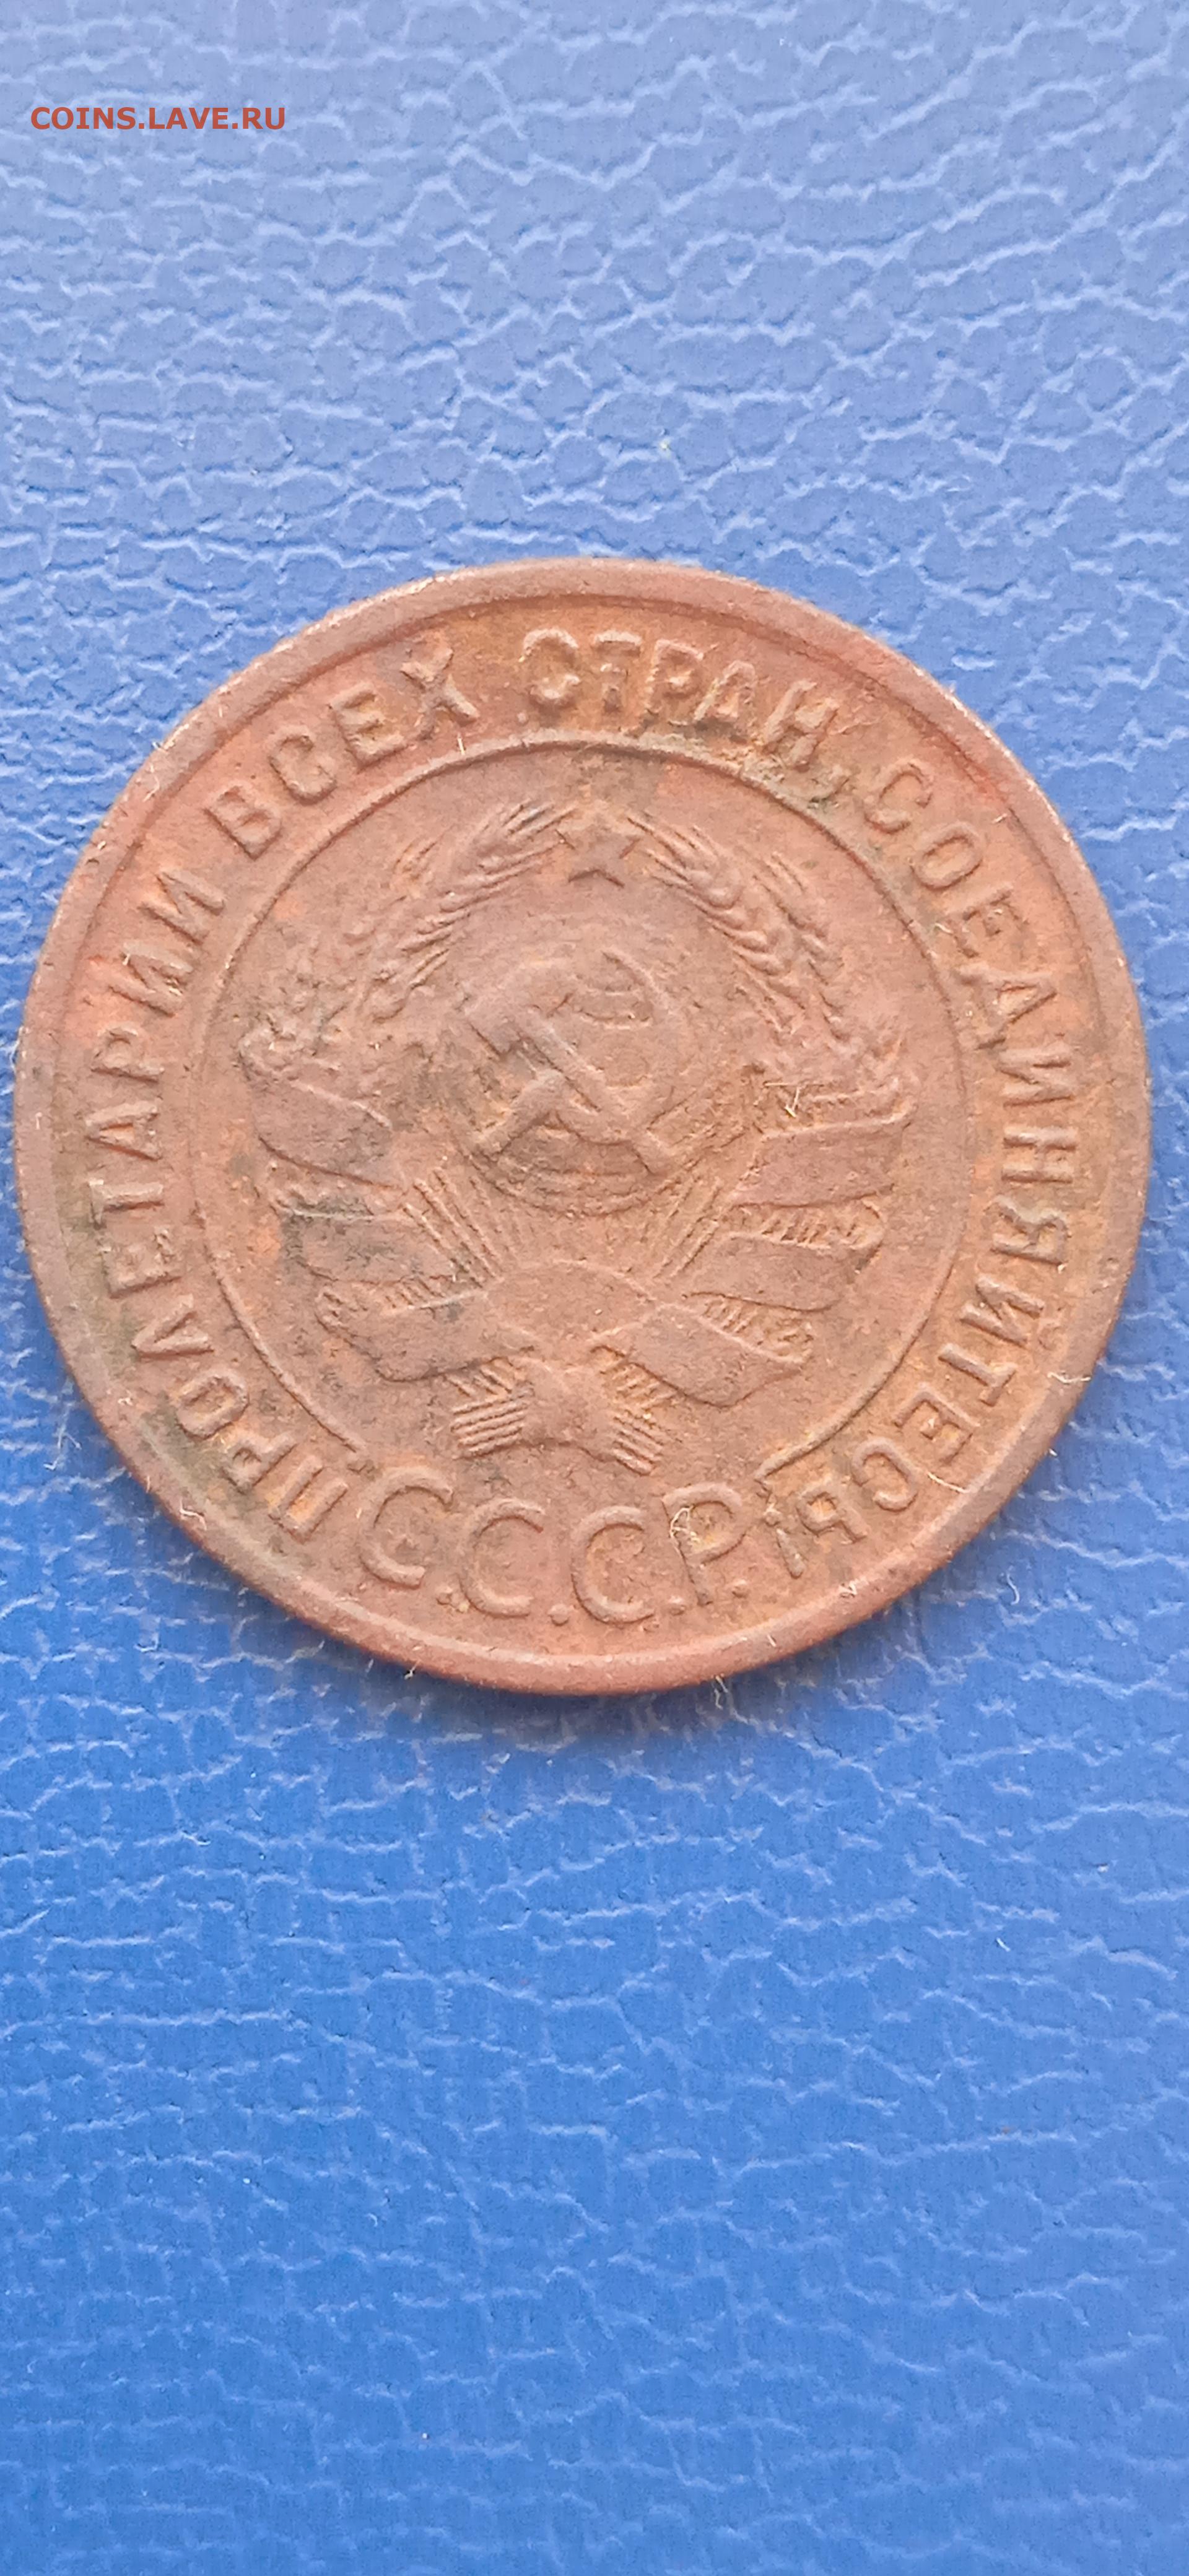 COINS.LAVE.RU
ПРОЛЕТАРИИ ВСЕХ СТРАН, СОЕДИНЯЙТЕСЬ!
С.С.С.Р.